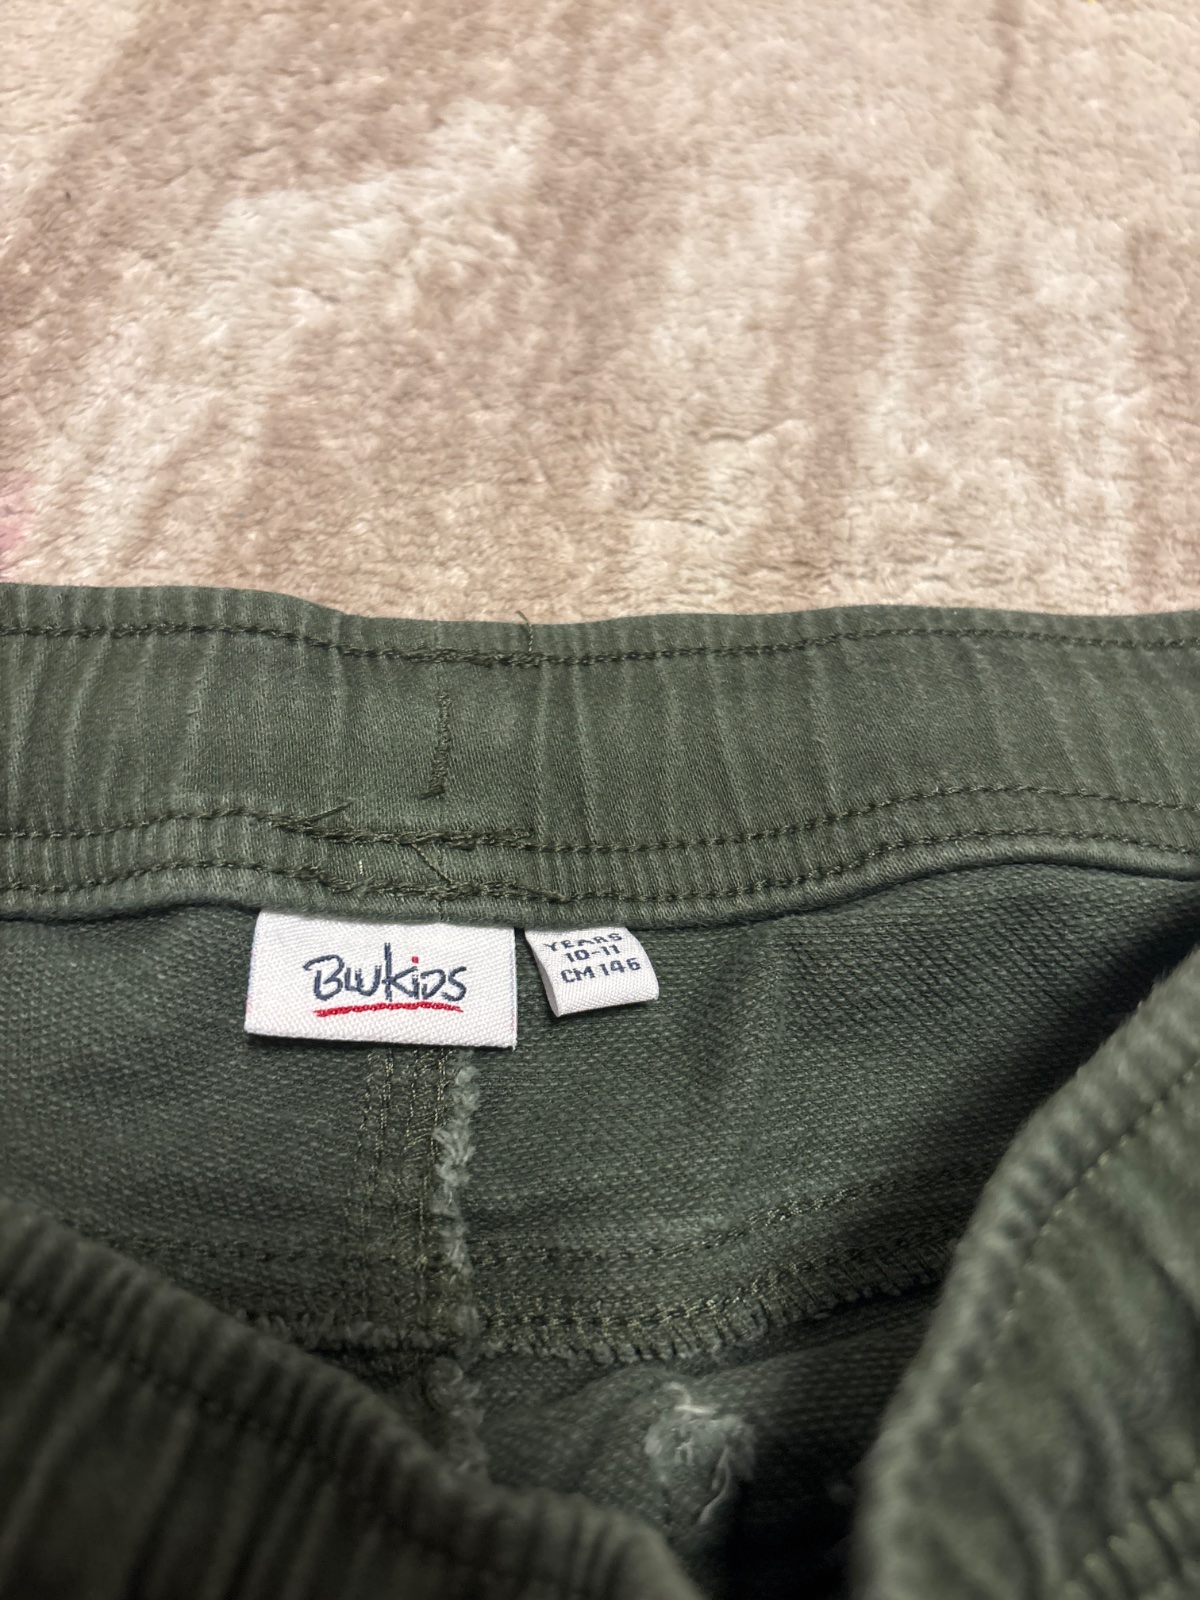 BluKids
YEARS
10-11
CM 146